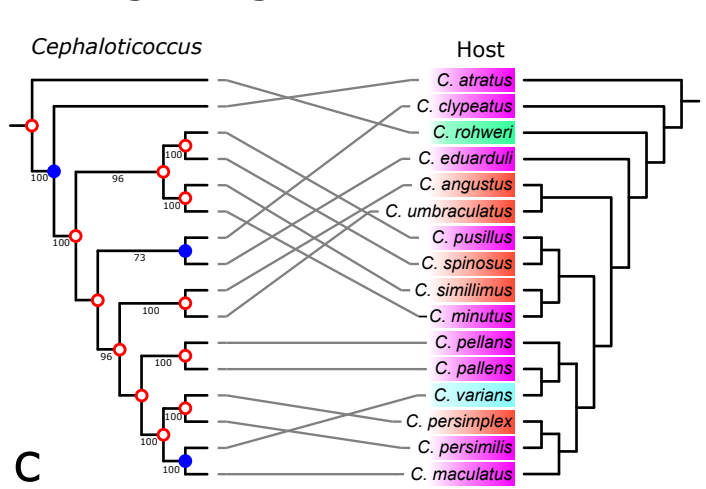 Cephaloticoccus
Host
C. atratus
C. clypeatus
C. rohweri
100
C. eduarduli
100
96
C. angustus
100
C. umbraculatus
100
C. pusillus
73
C. spinosus
C. simillimus
100
C. minutus
96
C. pellans
100
C. pallens
C. varians
100
C. persimplex
100
C. persimilis
100
C. maculatus
C